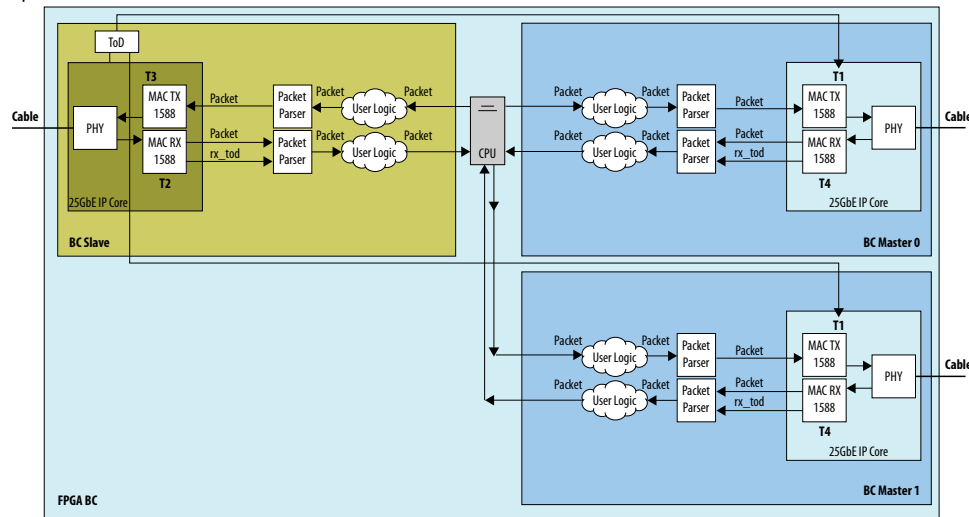 ToD
T3
T1
MAC TX
1588
Packet
Packet
Parser
Packet
User Logic
Packet
Packet
User Logic
Packet
Packet
Parser
Packet
MAC TX
1588
Cable
PHY
PHY
Cable
MAC RX
1588
Packet
rx_tod
Packet
Parser
Packet
User Logic
Packet
CPU
Packet
User Logic
Packet
Packet
Parser
Packet
rx_tod
MAC RX
1588
T2
T4
25GbE IP Core
25GbE IP Core
BC Slave
BC Master 0
T1
Packet
User Logic
Packet
Packet
Parser
Packet
MAC TX
1588
PHY
Cable
Packet
User Logic
Packet
Packet
Parser
Packet
rx_tod
MAC RX
1588
T4
25GbE IP Core
FPGA BC
BC Master 1